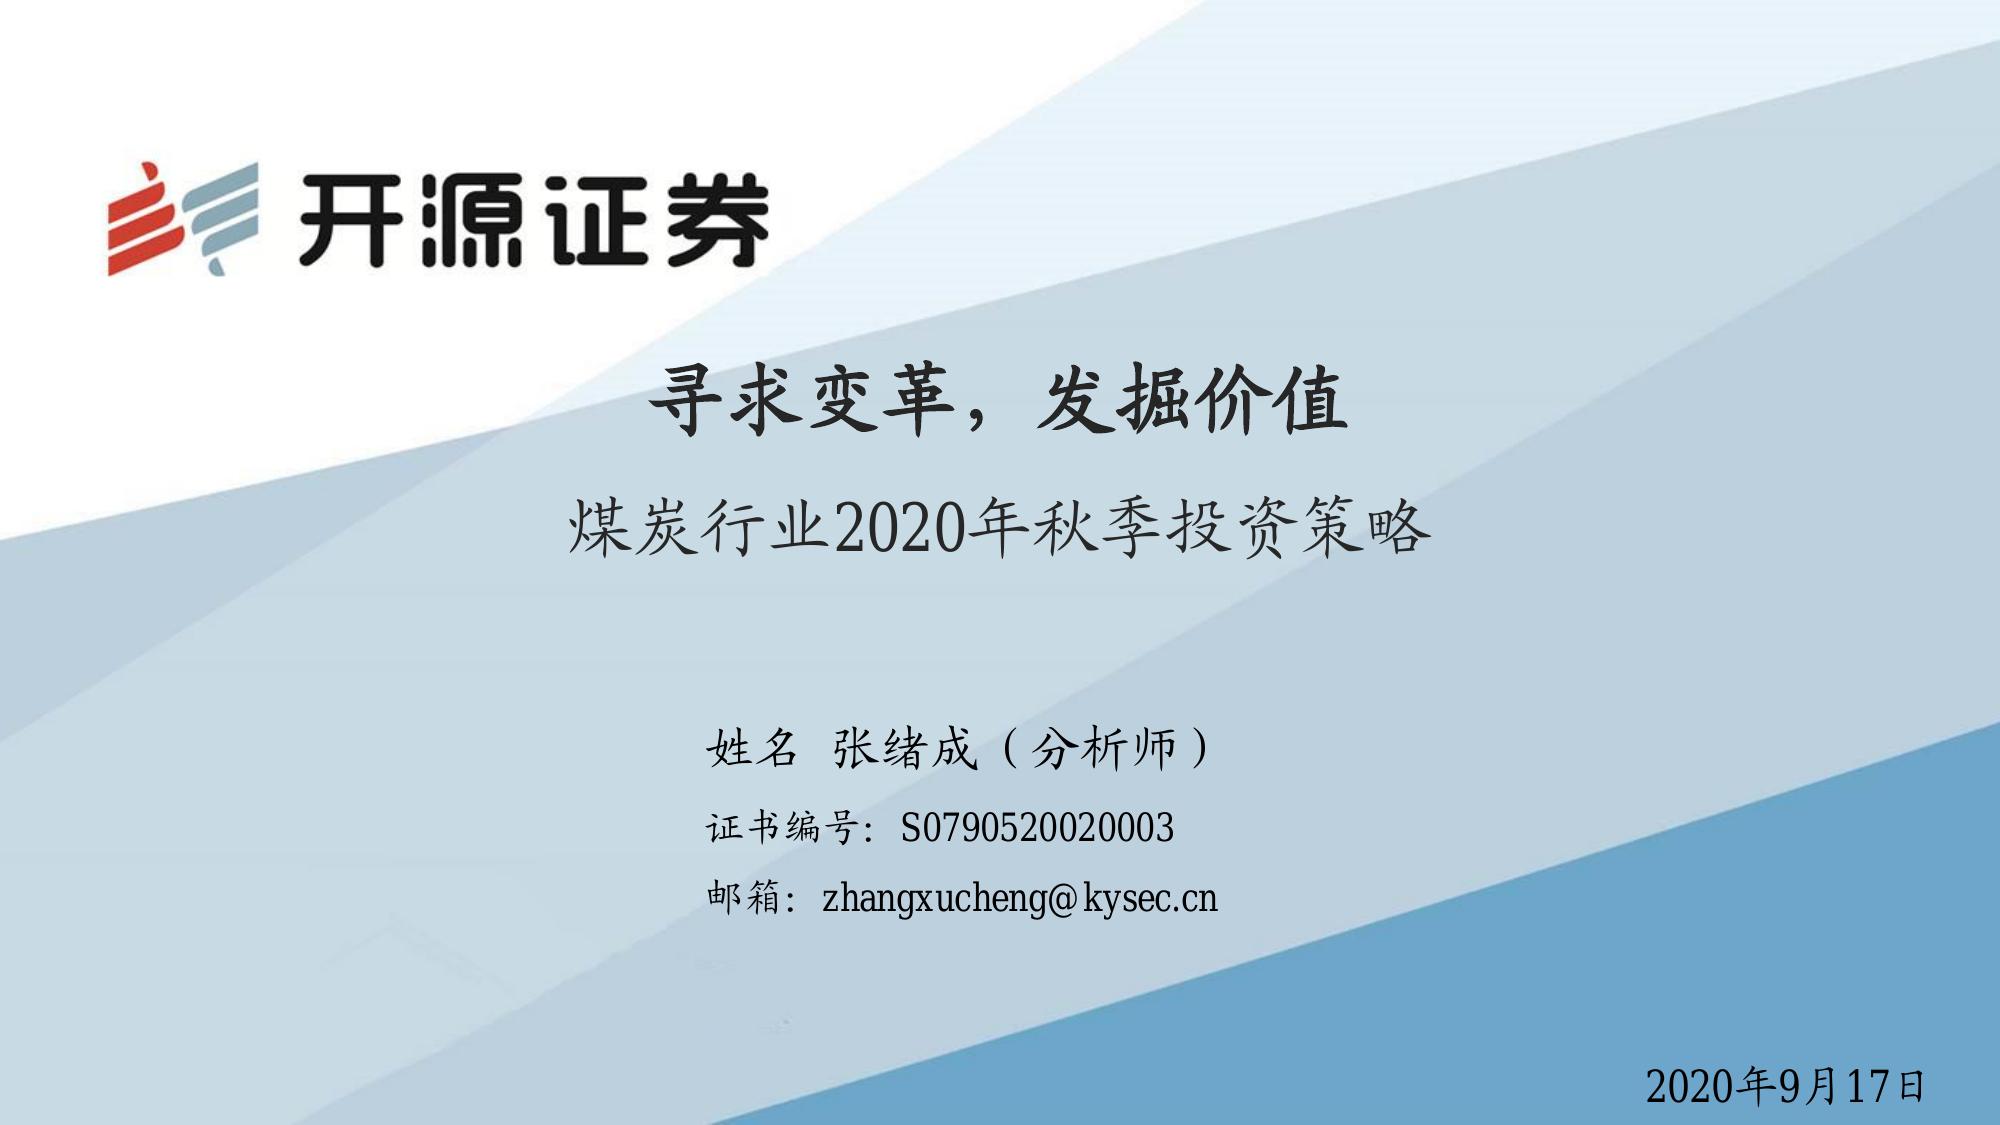 开源证券
寻求变革，发掘价值
煤炭行业2020年秋季投资策略
姓名 张绪成（分析师）
证书编号：S0790520020003
邮箱：zhangxucheng@kysec.cn
2020年9月17日